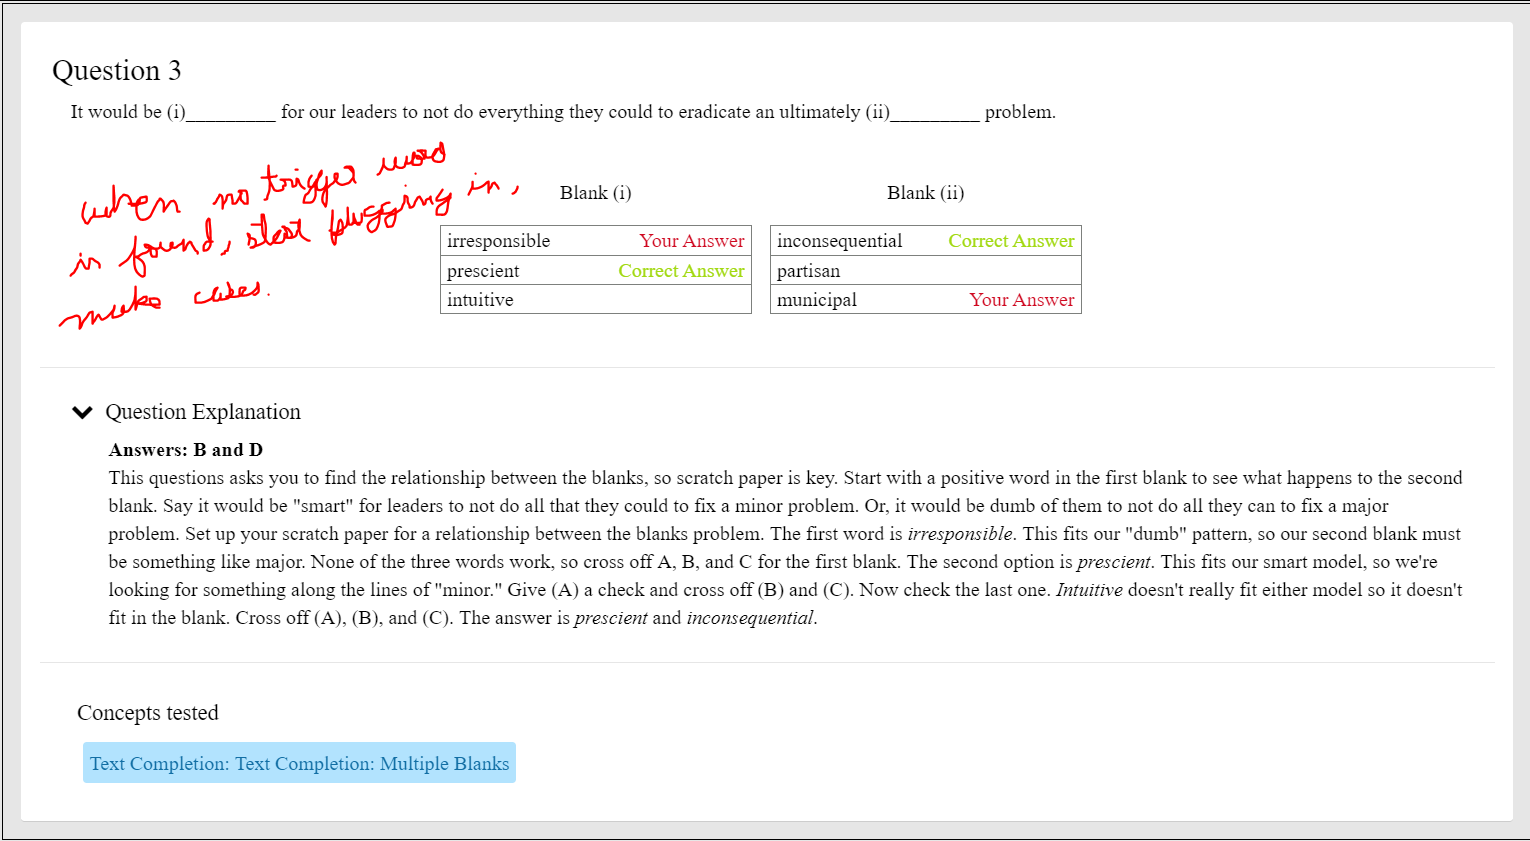 Question 3
It would be (i)_________ for our leaders to not do everything they could to eradicate an ultimately (ii)_________ problem.
when no trigger word
is found, start plugging in,
make cases.
Blank (i)
Blank (ii)
irresponsible Your Answer
prescient Correct Answer
intuitive
inconsequential Correct Answer
partisan
municipal Your Answer
Question Explanation
Answers: B and D
This questions asks you to find the relationship between the blanks, so scratch paper is key. Start with a positive word in the first blank to see what happens to the second
blank. Say it would be "smart" for leaders to not do all that they could to fix a minor problem. Or, it would be dumb of them to not do all they can to fix a major
problem. Set up your scratch paper for a relationship between the blanks problem. The first word is irresponsible. This fits our "dumb" pattern, so our second blank must
be something like major. None of the three words work, so cross off A, B, and C for the first blank. The second option is prescient. This fits our smart model, so we're
looking for something along the lines of "minor." Give (A) a check and cross off (B) and (C). Now check the last one. Intuitive doesn't really fit either model so it doesn't
fit in the blank. Cross off (A), (B), and (C). The answer is prescient and inconsequential.
Concepts tested
Text Completion: Text Completion: Multiple Blanks